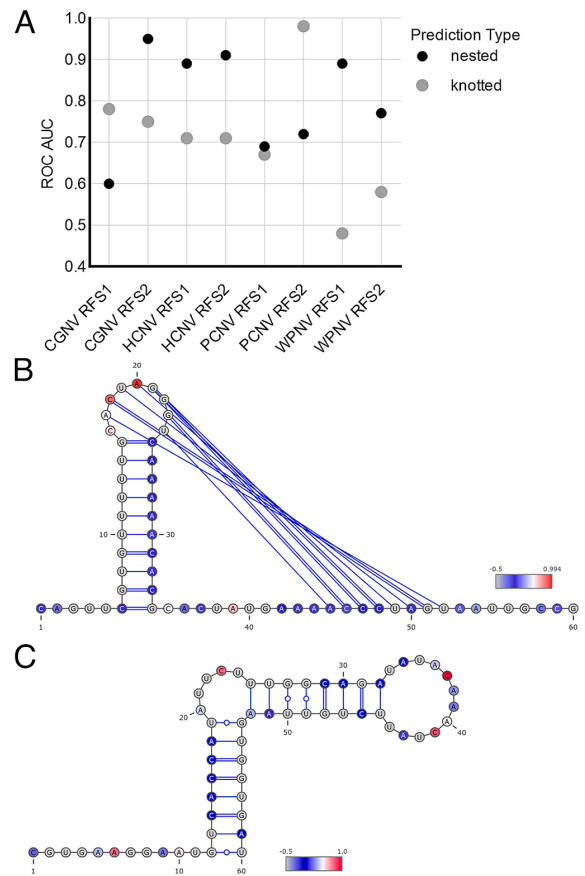 A
ROC AUC
1.0
0.9
0.8
0.7
0.6
0.5
0.4
CGNV RFS1
CGNV RFS2
HCNV RFS1
HCNV RFS2
PCNV RFS1
PCNV RFS2
WPNV RFS1
WPNV RFS2
Prediction Type
nested
knotted
B
20
C A U A G G G U
C G
G C
U A
U A
U A
U A
10 U A 30
G C
U A
G C
C A G U U C G C A C U A U G A A A A C C C U A G U A A U U G C C G
1
40
50
60
-0.5
0.994
C
20
30
40
50
A U U C U U U G G C A G A U A
U G A A U U G U C U U A U C A
A U
C G
C G
A U
C G
U A
C G U G A A G G A A U G U
1
10
60
-0.5
1.0